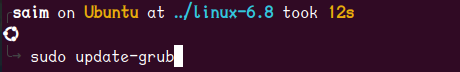 saim on Ubuntu at ../linux-6.8 took 12s
sudo update-grub